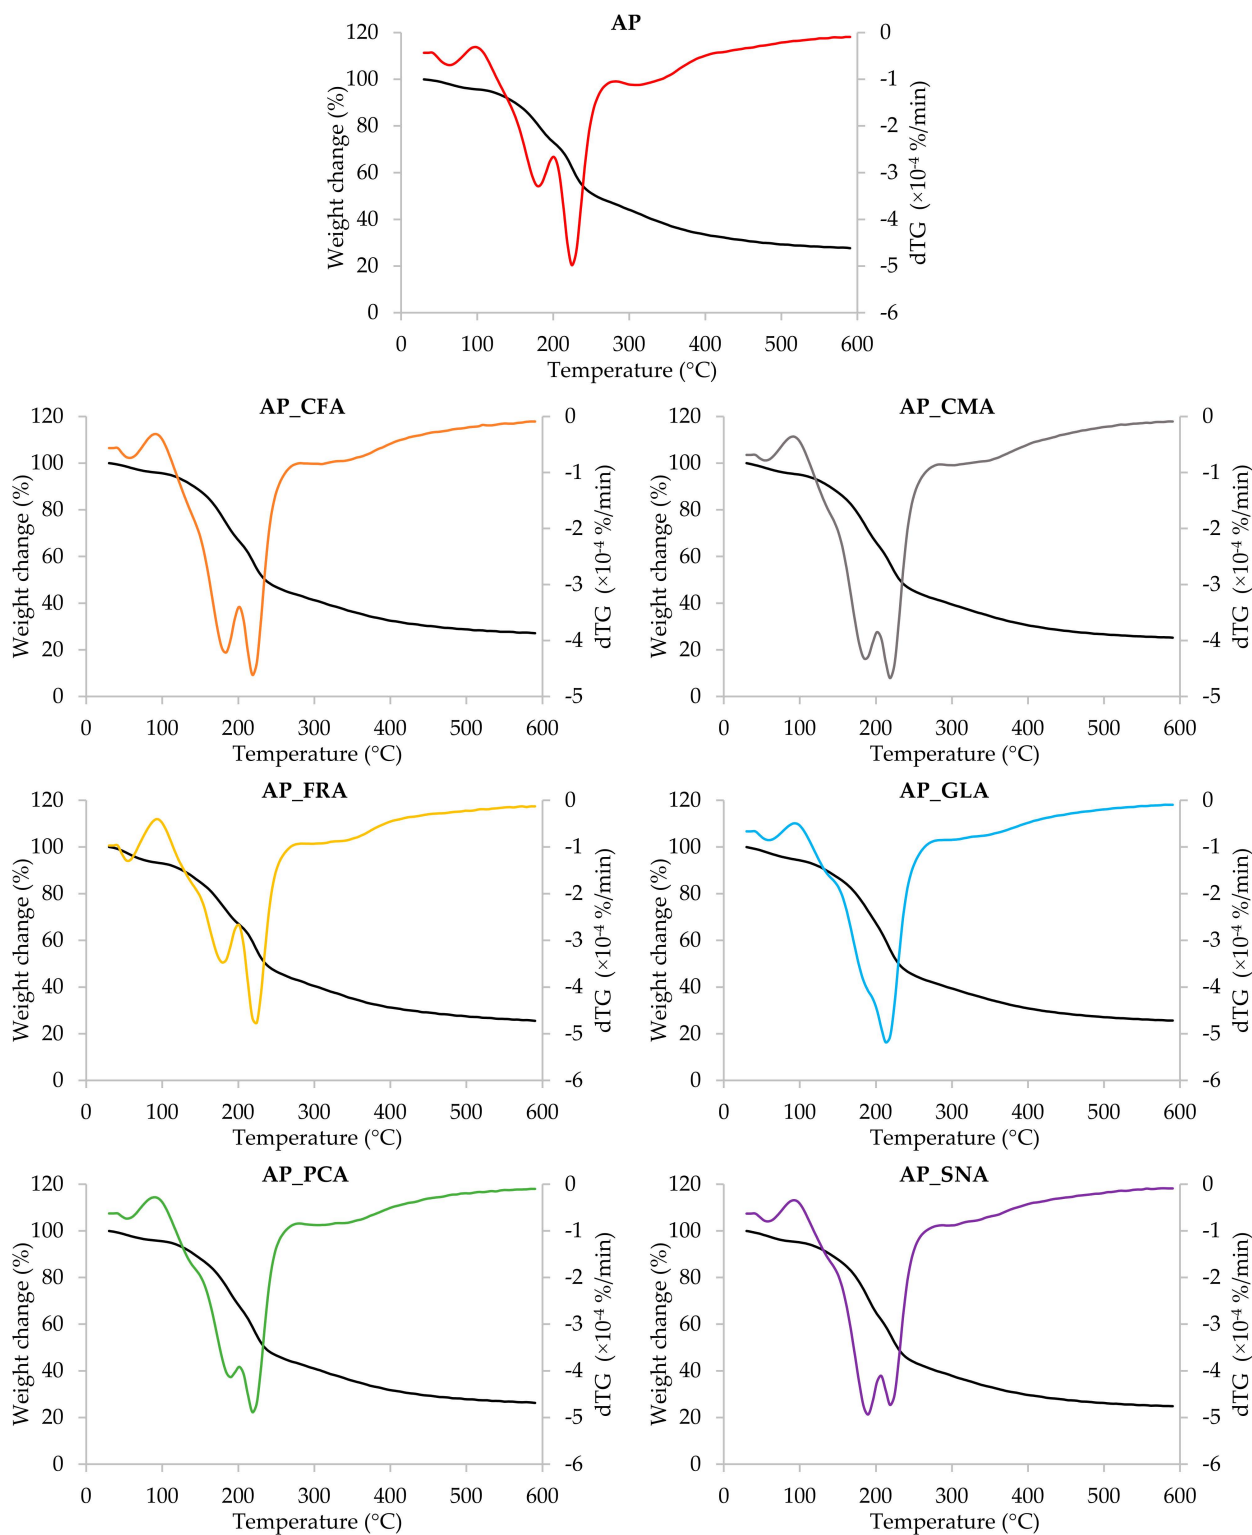 AP
120 0
100 -1
80 -2
60 -3
40 -4
20 -5
0 -6
Weight change (%)
dTG (×10⁻⁴ %/min)
0 100 200 300 400 500 600
Temperature (°C)
AP_CFA
120 0
100 -1
80 -2
60 -3
40 -4
20 -5
0
Weight change (%)
dTG (×10⁻⁴ %/min)
0 100 200 300 400 500 600
Temperature (°C)
AP_CMA
120 0
100 -1
80 -2
60 -3
40 -4
20 -5
0
Weight change (%)
dTG (×10⁻⁴ %/min)
0 100 200 300 400 500 600
Temperature (°C)
AP_FRA
120 0
100 -1
80 -2
60 -3
40 -4
20 -5
0 -6
Weight change (%)
dTG (×10⁻⁴ %/min)
0 100 200 300 400 500 600
Temperature (°C)
AP_GLA
120 0
100 -1
80 -2
60 -3
40 -4
20 -5
0 -6
Weight change (%)
dTG (×10⁻⁴ %/min)
0 100 200 300 400 500 600
Temperature (°C)
AP_PCA
120 0
100 -1
80 -2
60 -3
40 -4
20 -5
0 -6
Weight change (%)
dTG (×10⁻⁴ %/min)
0 100 200 300 400 500 600
Temperature (°C)
AP_SNA
120 0
100 -1
80 -2
60 -3
40 -4
20 -5
0 -6
Weight change (%)
dTG (×10⁻⁴ %/min)
0 100 200 300 400 500 600
Temperature (°C)